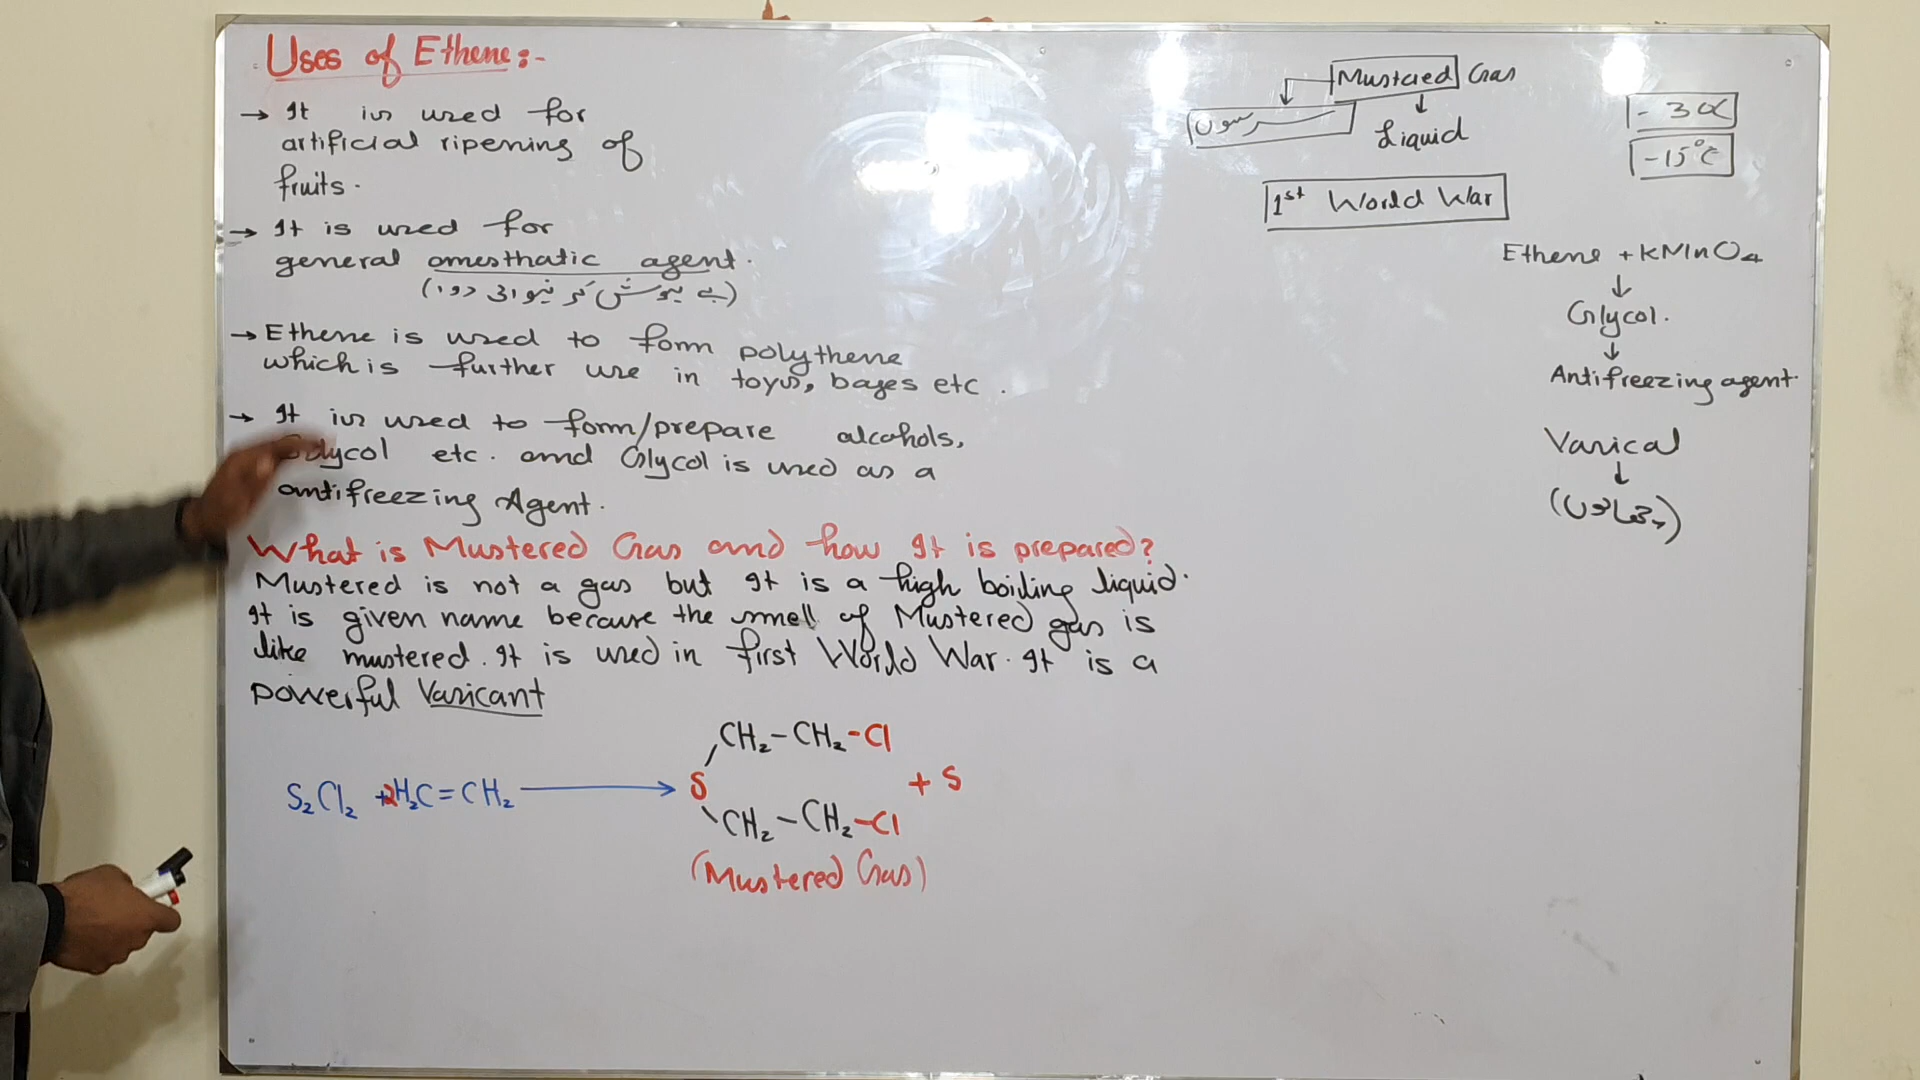 Uses of Ethene:-
→ It is used for
artificial ripening of
fruits.
→ It is used for
general anesthatic agent.
→ Ethene is used to form polythene
which is further use in toys, bages etc.
→ It is used to form/prepare alcohols,
Glycol etc. and Glycol is used as a
antifreezing Agent.
What is Mustered Gas and how It is prepared?
Mustered is not a gas but It is a high boiling liquid.
It is given name because the smell of Mustered gas is
like mustered. It is used in first World War. It is a
powerful Varicant
S₂Cl₂ + 2H₂C=CH₂ ⟶
CH₂-CH₂-Cl
S + S
CH₂-CH₂-Cl
(Mustered Gas)
Mustered Gas
↓ ↓
سرسوں
Liquid
1st World War
-15°C
Ethene + KMnO₄
↓
Glycol.
↓
Antifreezing agent.
Varical
↓